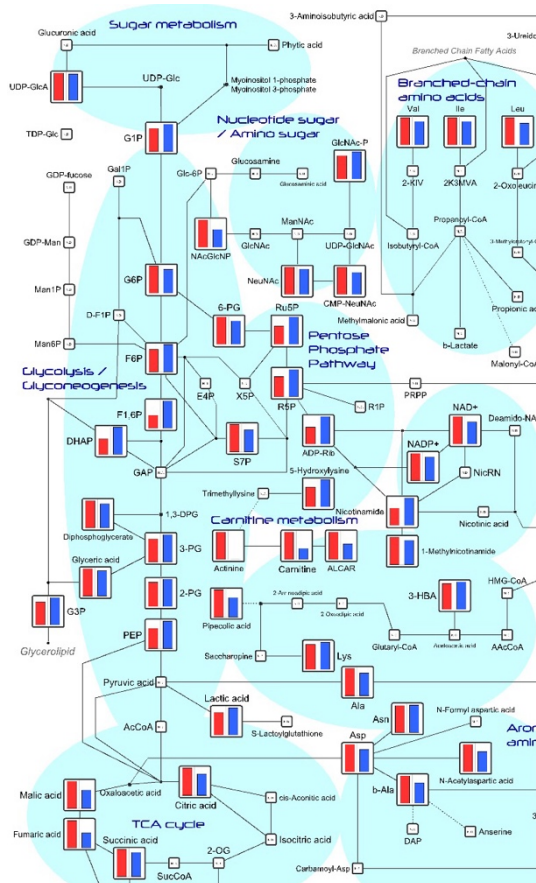 Sugar metabolism
3-Aminoisobutyric acid
Glucuronic acid
Phytic acid
Branched Chain Fatty Acids
UDP-GlcA
UDP-Glc
Myoinositol 1-phosphate
Myoinositol 3-phosphate
Branched-chain
amino acids
Val
Ile
Leu
TDP-Glc
G1P
Nucleotide sugar
/ Amino sugar
GlcNAc-P
GDP-fucose
Gal1P
Glc-6P
Glucosamine
Glucosaminic acid
2-KIV
2K3MVA
2-Oxoleucin
NAcGlcNP
GlcNAc
ManNAc
UDP-GlcNAc
Propanoyl-CoA
Isobutyryl-CoA
GDP-Man
G6P
NeuNAc
CMP-NeuNAc
Man1P
D-F1P
6-PG
Ru5P
Methylmalonic acid
Propionic acid
b-Lactate
Malonyl-CoA
Man6P
F6P
Pentose
Phosphate
Pathway
Glycolysis /
Glyconeogenesis
E4P
X5P
R5P
R1P
PRPP
F1,6P
DHAP
S7P
ADP-Rib
NAD+
NADP+
Deamido-NA
GAP
5-Hydroxylysine
NicRN
Trimethyllysine
Nicotinamide
Nicotinic acid
1,3-DPG
Diphosphoglycerate
Carnitine metabolism
3-PG
Actinine
Carnitine
ALCAR
1-Methylnicotinamide
Glyceric acid
2-PG
3-HBA
HMG-CoA
G3P
Pipecolic acid
Glutaryl-CoA
AAcCoA
PEP
Glycerolipid
Saccharopine
Lys
Ala
Pyruvic acid
Lactic acid
Asn
N-Formyl aspartic acid
AcCoA
S-Lactoylglutathione
Asp
Aron
amin
Malic acid
Oxaloacetic acid
Citric acid
cis-Aconitic acid
N-Acetylaspartic acid
b-Ala
Fumaric acid
TCA cycle
Isocitric acid
DAP
Anserine
Succinic acid
2-OG
SucCoA
Carbamoyl-Asp